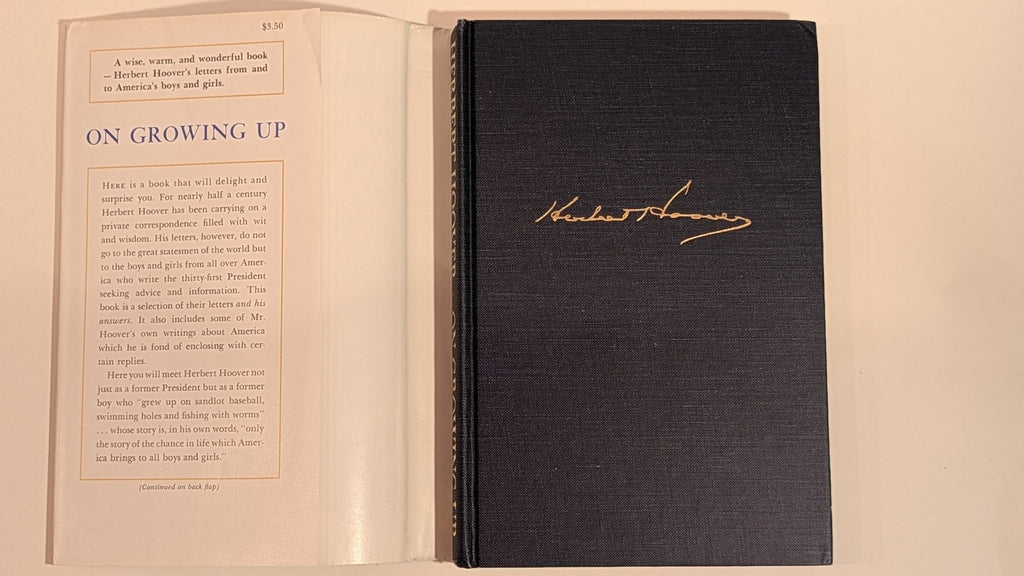 $3.50
A wise, warm, and wonderful book
— Herbert Hoover's letters from and
to America's boys and girls.
ON GROWING UP
HERE is a book that will delight and
surprise you. For nearly half a century
Herbert Hoover has been carrying on a
private correspondence filled with wit
and wisdom. His letters, however, do not
go to the great statesmen of the world but
to the boys and girls from all over Amer-
ica who write the thirty-first President
seeking advice and information. This
book is a selection of their letters and his
answers. It also includes some of Mr.
Hoover's own writings about America
which he is fond of enclosing with cer-
tain replies.
Here you will meet Herbert Hoover not
just as a former President but as a former
boy who "grew up on sandlot baseball,
swimming holes and fishing with worms"
... whose story is, in his own words, "only
the story of the chance in life which Amer-
ica brings to all boys and girls."
(Continued on back flap)
Herbert Hoover